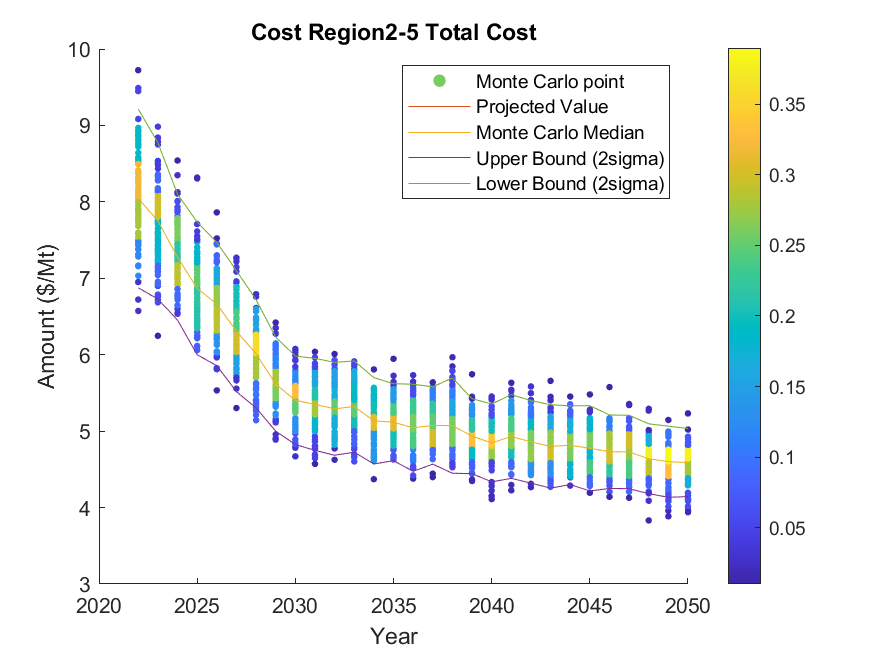 Cost Region2-5 Total Cost
Monte Carlo point
Projected Value
Monte Carlo Median
Upper Bound (2sigma)
Lower Bound (2sigma)
Amount ($/Mt)
10
9
8
7
6
5
4
3
2020 2025 2030 2035 2040 2045 2050
Year
0.35
0.3
0.25
0.2
0.15
0.1
0.05